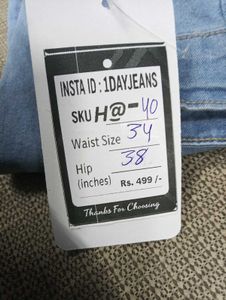 INSTA ID : 1DAYJEANS
SKU H@-40
Waist Size 34
Hip 38
(inches) Rs. 499 /-
Thanks For Choosing